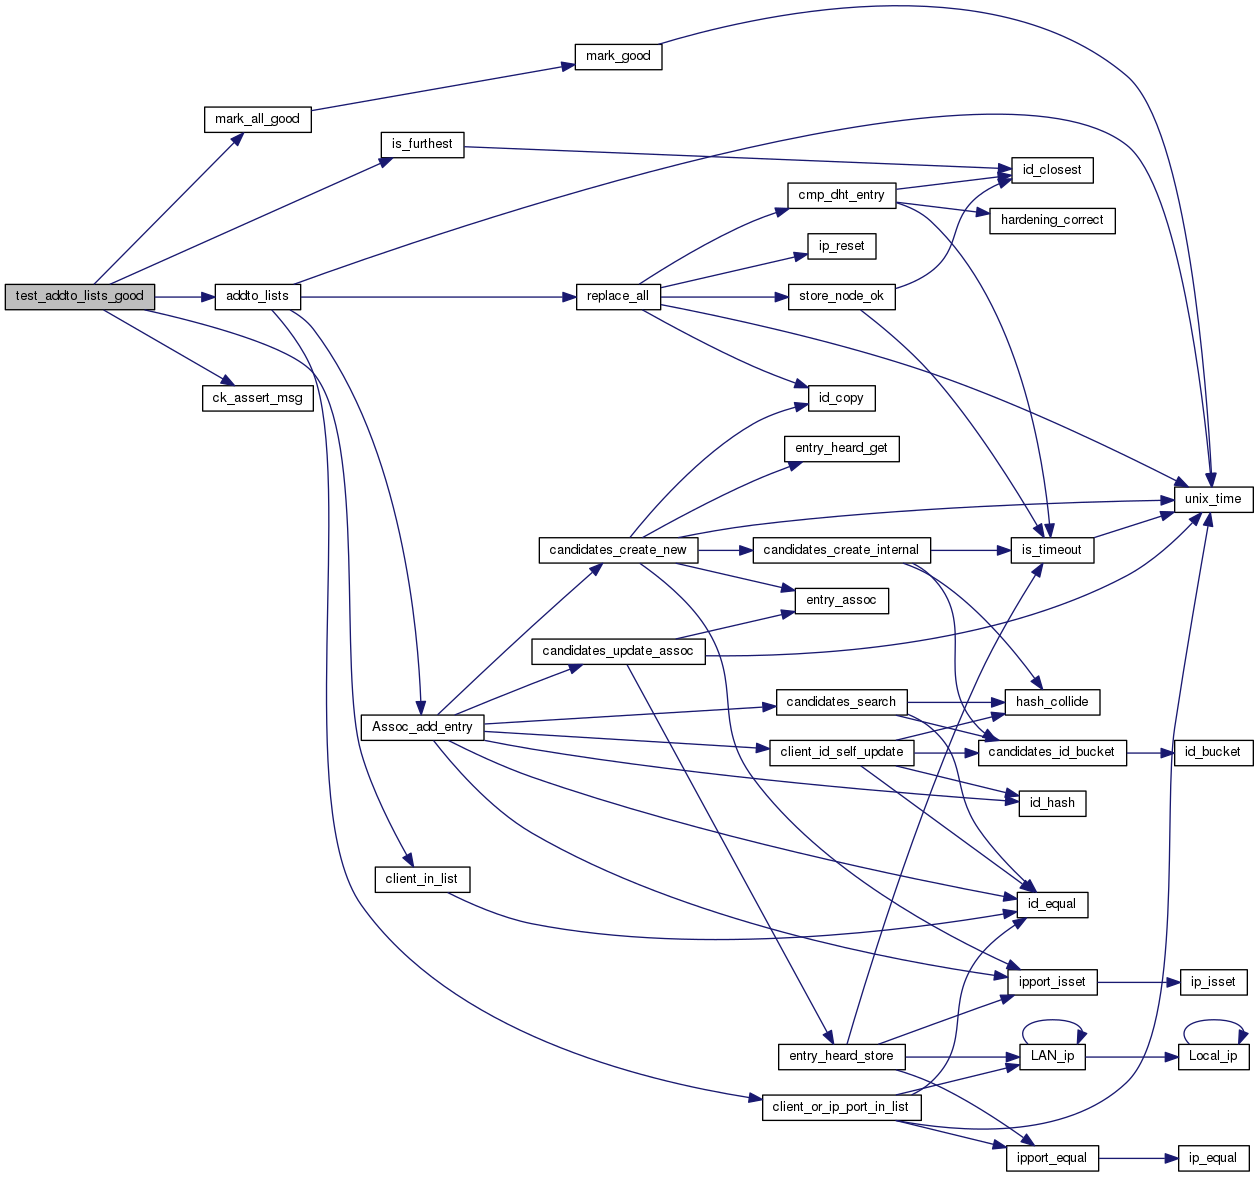 mark_good
mark_all_good
is_furthest
id_closest
cmp_dht_entry
hardening_correct
ip_reset
test_addto_lists_good
addto_lists
replace_all
store_node_ok
ck_assert_msg
id_copy
entry_heard_get
unix_time
candidates_create_new
candidates_create_internal
is_timeout
entry_assoc
candidates_update_assoc
candidates_search
hash_collide
Assoc_add_entry
client_id_self_update
candidates_id_bucket
id_bucket
id_hash
client_in_list
id_equal
ipport_isset
ip_isset
entry_heard_store
LAN_ip
Local_ip
client_or_ip_port_in_list
ipport_equal
ip_equal